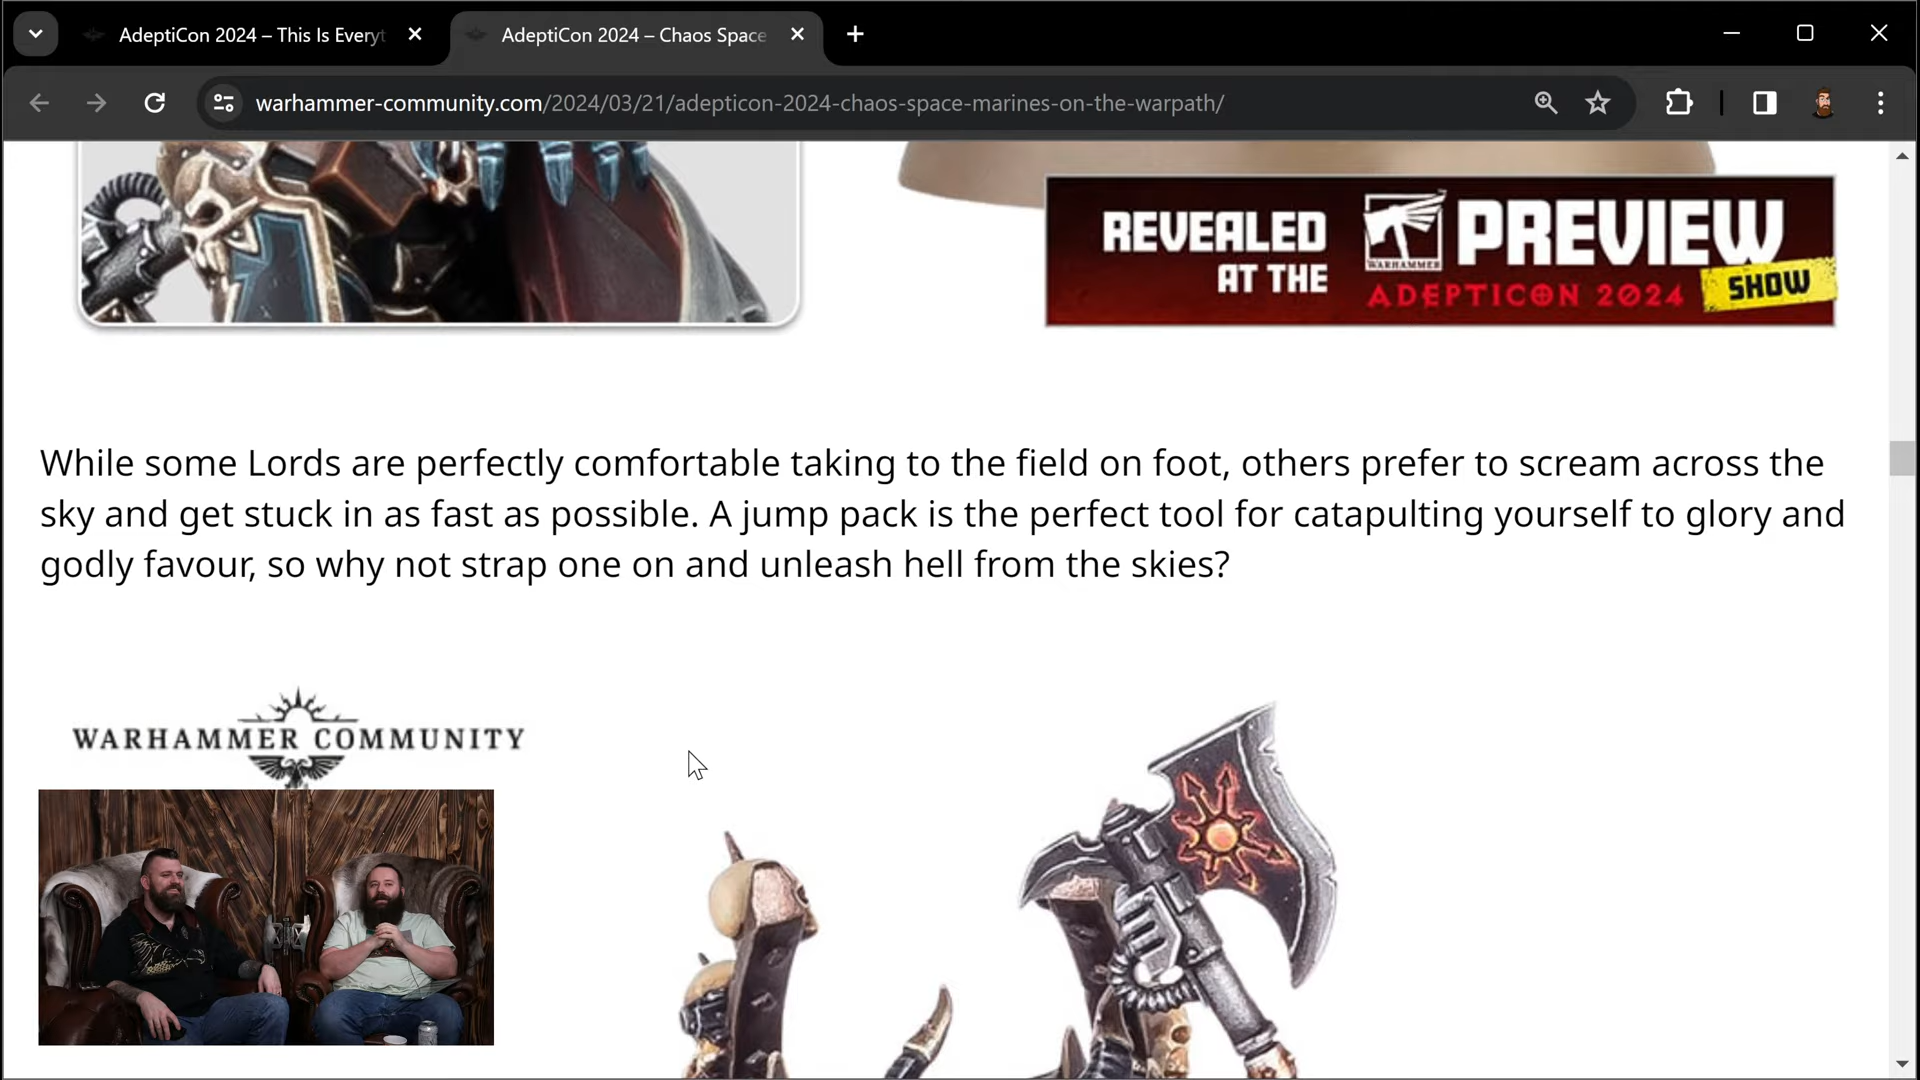 AdeptiCon 2024 – This Is Everyt
AdeptiCon 2024 – Chaos Space
warhammer-community.com/2024/03/21/adepticon-2024-chaos-space-marines-on-the-warpath/
REVEALED
AT THE
WARHAMMER
PREVIEW
SHOW
ADEPTICON 2024
While some Lords are perfectly comfortable taking to the field on foot, others prefer to scream across the
sky and get stuck in as fast as possible. A jump pack is the perfect tool for catapulting yourself to glory and
godly favour, so why not strap one on and unleash hell from the skies?
WARHAMMER COMMUNITY